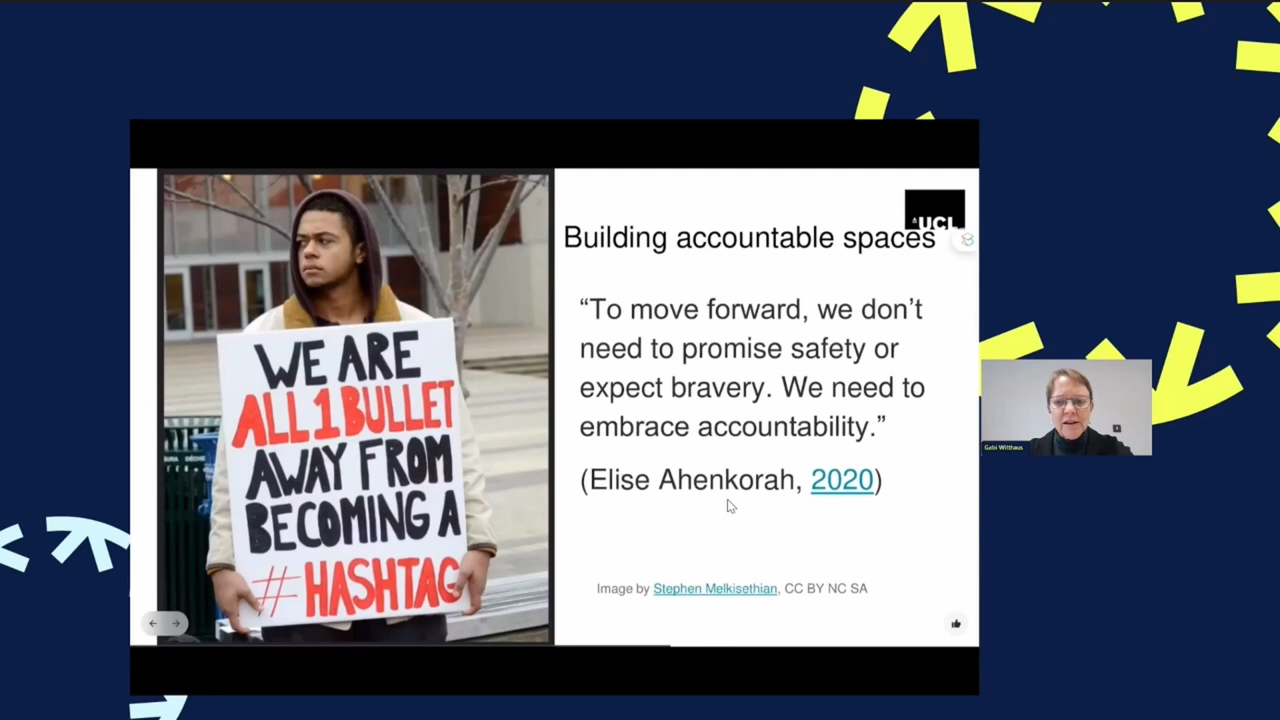 WE ARE
ALL 1 BULLET
AWAY FROM
BECOMING A
#HASHTAG
UCL
Building accountable spaces
“To move forward, we don’t
need to promise safety or
expect bravery. We need to
embrace accountability.”
(Elise Ahenkorah, 2020)
Image by Stephen Melkisethian, CC BY NC SA
Gabi Witthaus